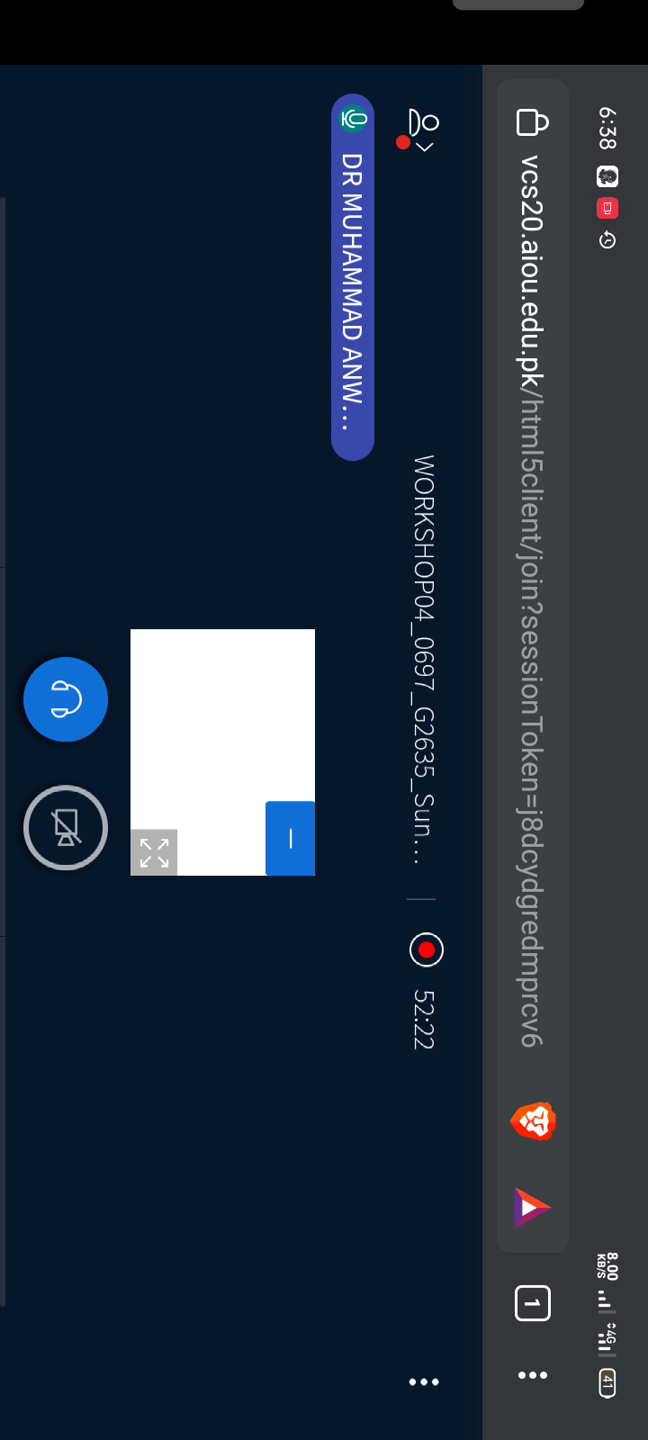 6:38
8.00
KB/S
4G
41
vcs20.aiou.edu.pk/html5client/join?sessionToken=j8dcydgredmprcv6
1
WORKSHOP04_0697_G2635_Sun...
52:22
DR MUHAMMAD ANW...